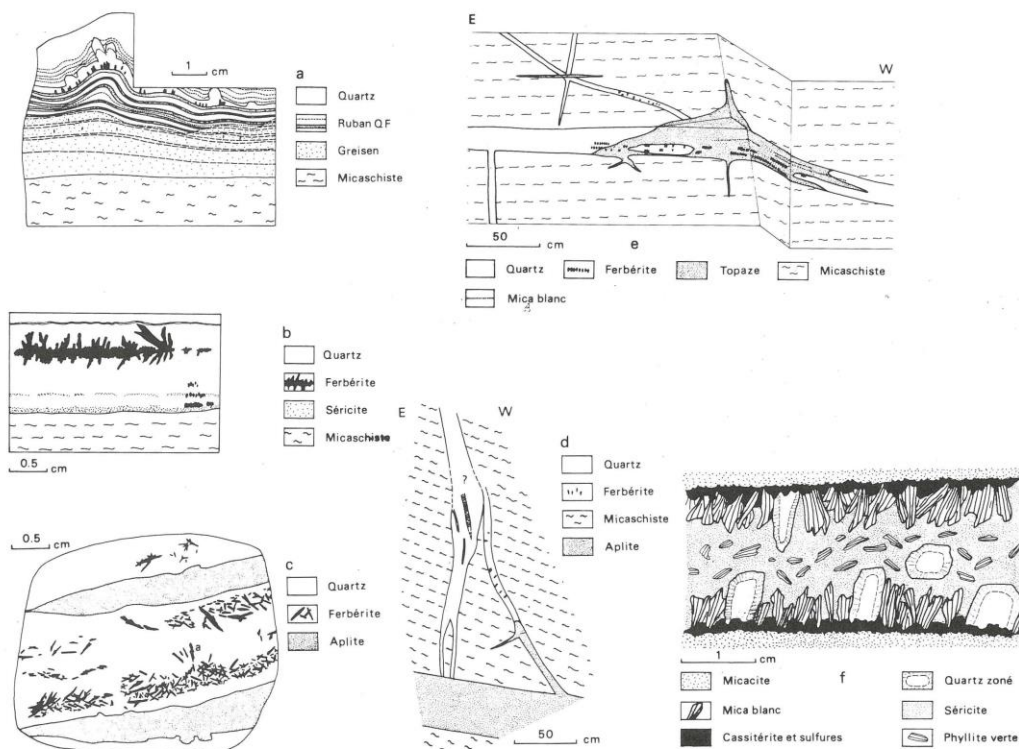 1
cm
a
Quartz
Ruban QF
Greisen
Micaschiste
E
W
50
cm
e
Quartz
Ferbérite
Topaze
Micaschiste
Mica blanc
b
Quartz
Ferbérite
Séricite
Micaschiste
0.5
cm
0.5
cm
a
c
Quartz
Ferbérite
Aplite
E
W
?
d
Quartz
Ferbérite
Micaschiste
Aplite
50
cm
1
cm
f
Micacite
Mica blanc
Cassitérite et sulfures
Quartz zoné
Séricite
Phyllite verte